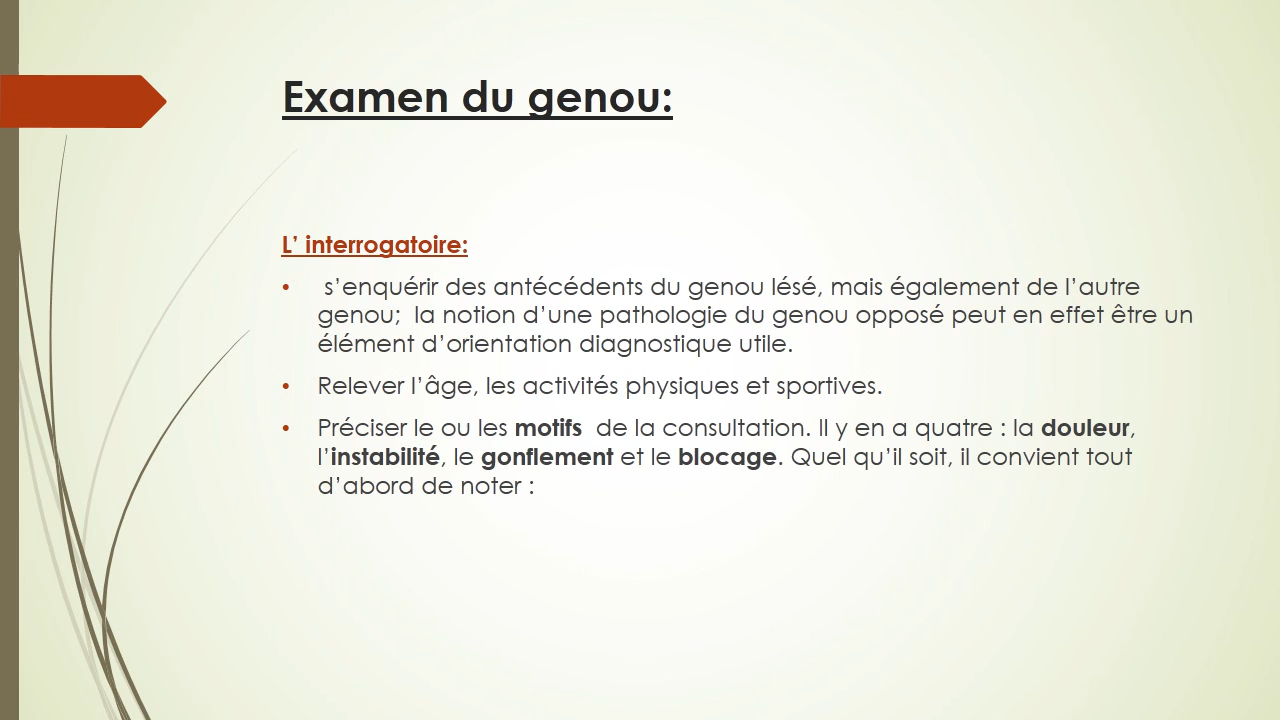 Examen du genou:
L’ interrogatoire:
• s’enquérir des antécédents du genou lésé, mais également de l’autre
genou;  la notion d’une pathologie du genou opposé peut en effet être un
élément d’orientation diagnostique utile.
• Relever l’âge, les activités physiques et sportives.
• Préciser le ou les motifs  de la consultation. Il y en a quatre : la douleur,
l’instabilité, le gonflement et le blocage. Quel qu’il soit, il convient tout
d’abord de noter :